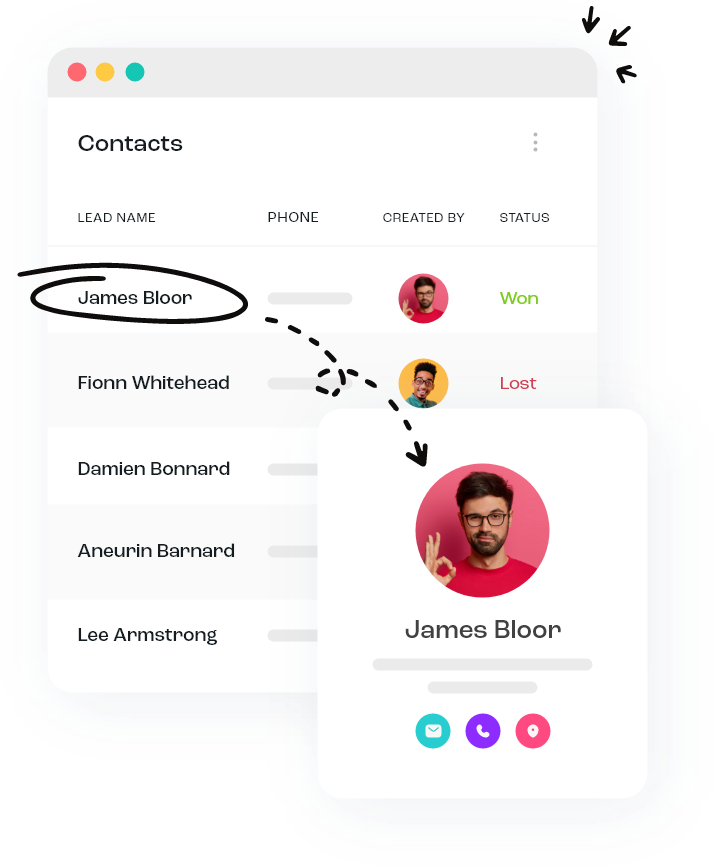 Contacts
LEAD NAME PHONE CREATED BY STATUS
James Bloor Won
Fionn Whitehead Lost
Damien Bonnard
Aneurin Barnard
Lee Armstrong
James Bloor